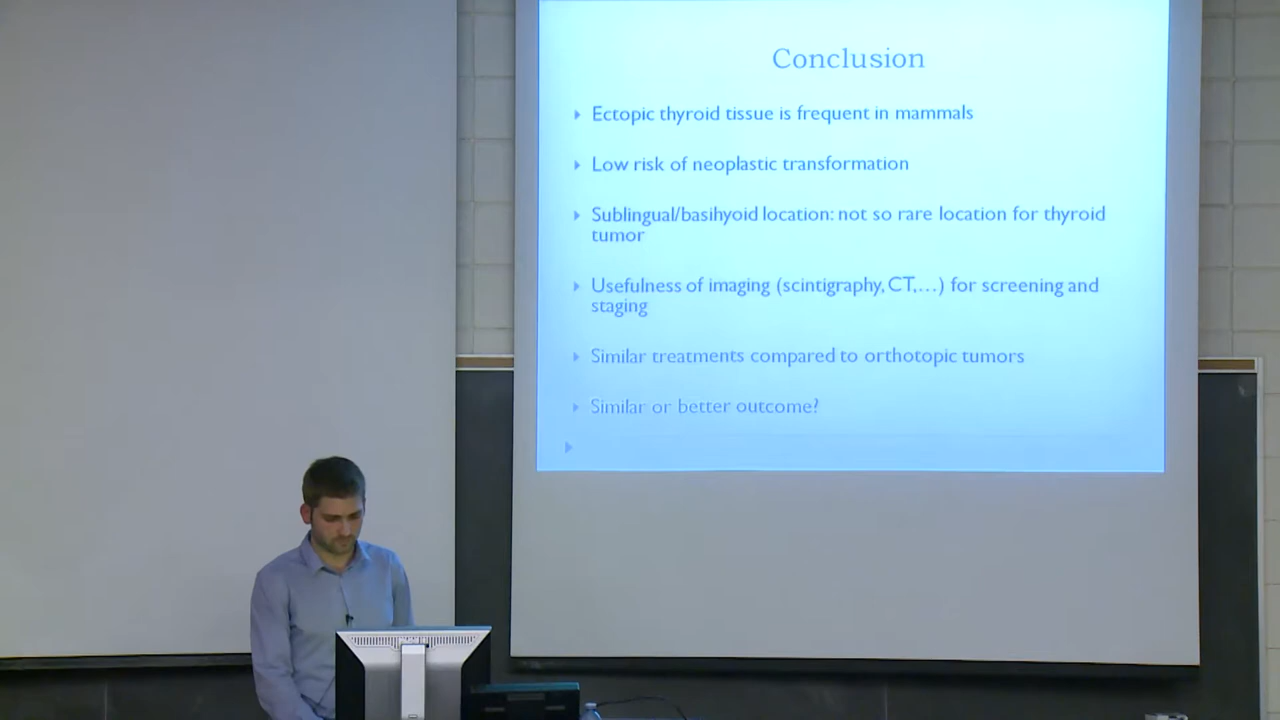 Conclusion
Ectopic thyroid tissue is frequent in mammals
Low risk of neoplastic transformation
Sublingual/basihyoid location: not so rare location for thyroid
tumor
Usefulness of imaging (scintigraphy, CT,...) for screening and
staging
Similar treatments compared to orthotopic tumors
Similar or better outcome?